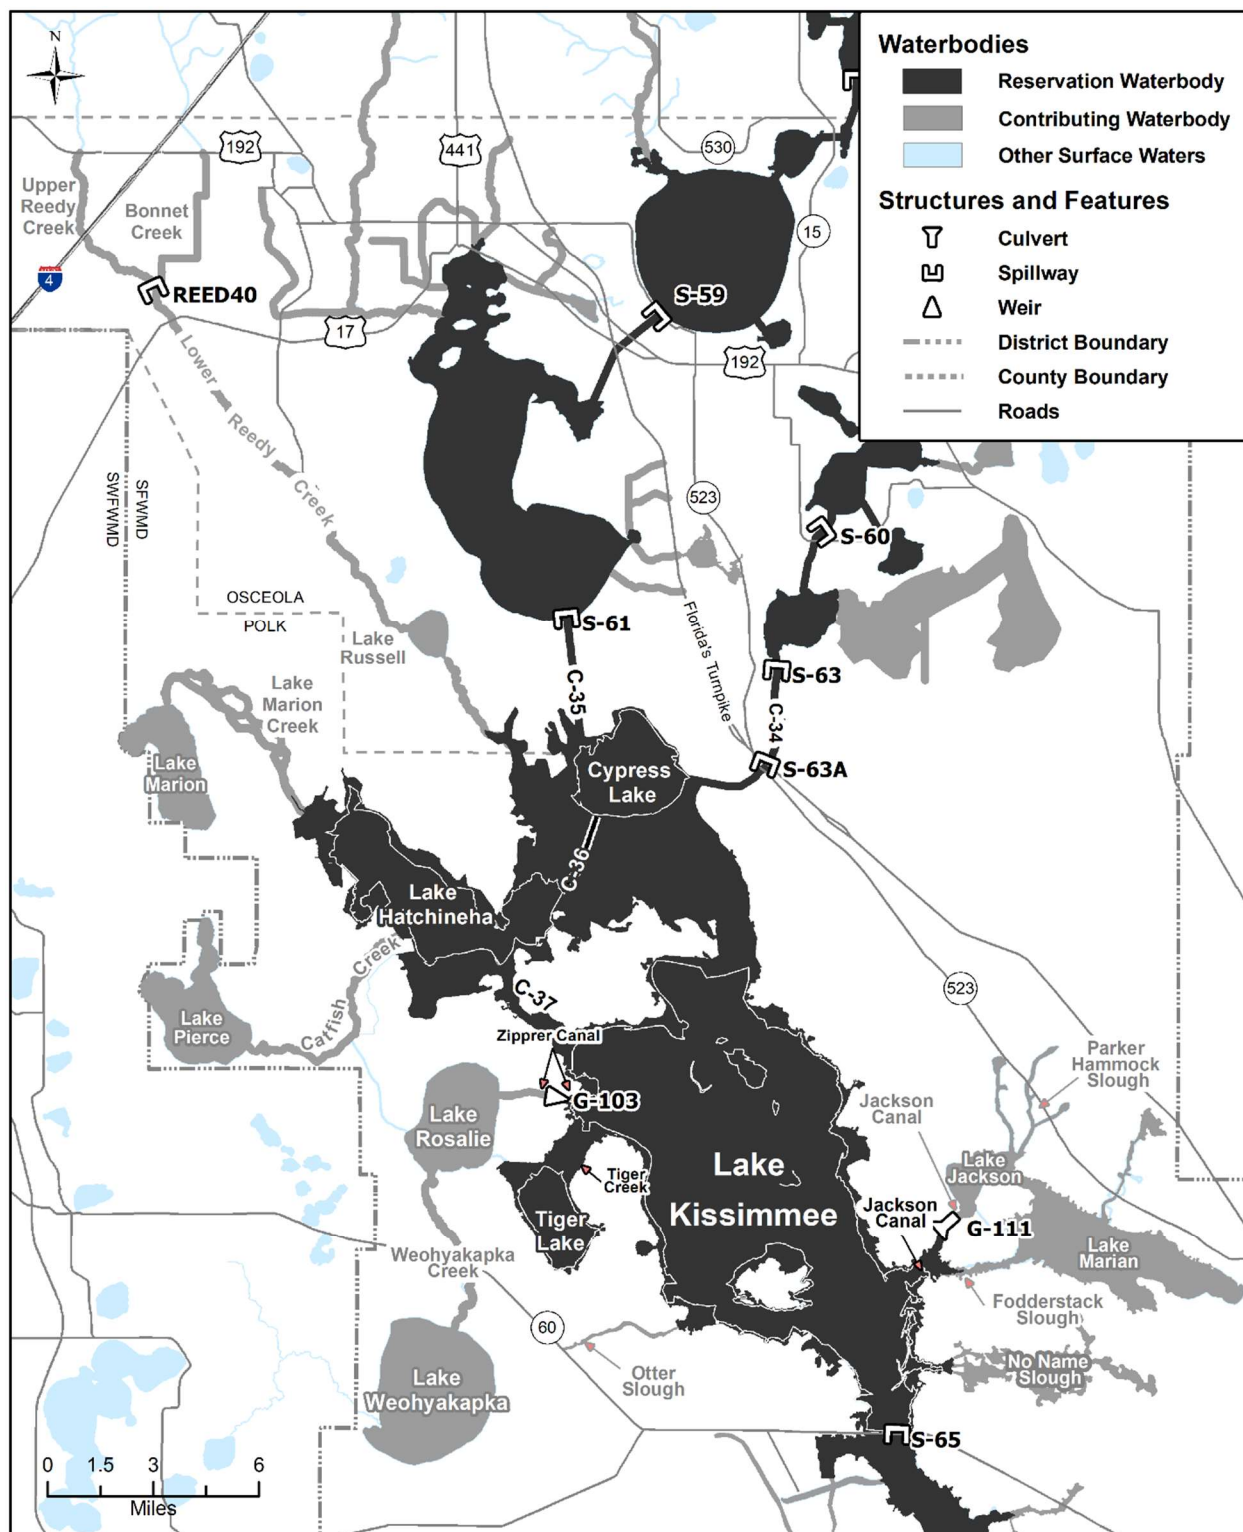 N
Waterbodies
Reservation Waterbody
Contributing Waterbody
Other Surface Waters
Structures and Features
Culvert
Spillway
Weir
District Boundary
County Boundary
Roads
192
441
530
Upper
Reedy
Creek
Bonnet
Creek
15
4
REED40
S-59
17
192
Lower Reedy Creek
523
SWFWMD
SFWMD
S-60
OSCEOLA
POLK
S-61
Florida's Turnpike
Lake
Russell
S-63
C-35
C-34
Lake
Marion
Creek
Lake
Marion
Cypress
Lake
S-63A
C-36
Lake
Hatchineha
Catfish Creek
C-37
523
Lake
Pierce
Zipprer Canal
Parker
Hammock
Slough
G-103
Jackson
Canal
Lake
Rosalie
Lake
Kissimmee
Lake
Jackson
Tiger
Creek
Jackson
Canal
Tiger
Lake
G-111
Lake
Marian
Weohyakapka
Creek
Fodderstack
Slough
60
Otter
Slough
No Name
Slough
Lake
Weohyakapka
S-65
0 1.5 3 6
Miles